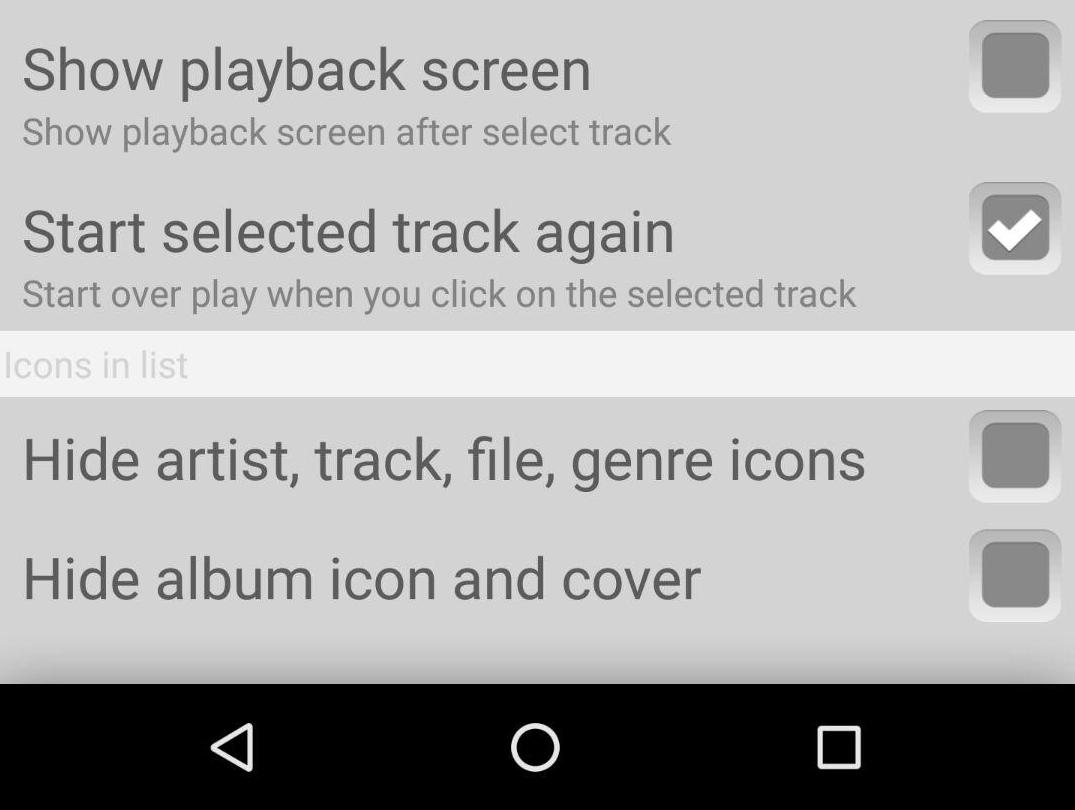 Show playback screen
Show playback screen after select track
Start selected track again
Start over play when you click on the selected track
Icons in list
Hide artist, track, file, genre icons
Hide album icon and cover